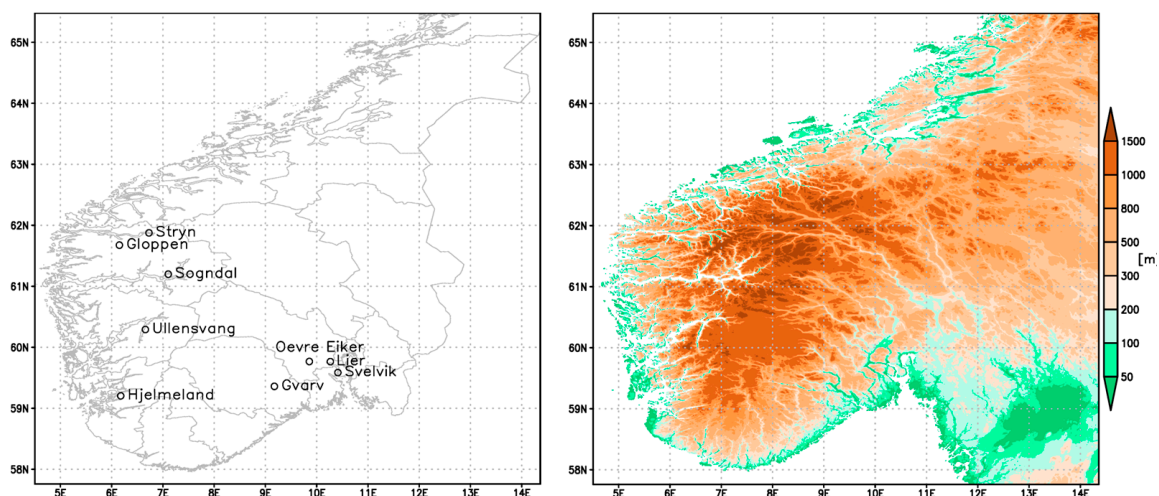 65N
64N
63N
62N
61N
60N
59N
58N
5E 6E 7E 8E 9E 10E 11E 12E 13E 14E
Stryn
Gloppen
Sogndal
Ullensvang
Oevre Eiker
Lier
Svelvik
Gvarv
Hjelmeland
65N
64N
63N
62N
61N
60N
59N
58N
5E 6E 7E 8E 9E 10E 11E 12E 13E 14E
1500
1000
800
500
[m]
300
200
100
50